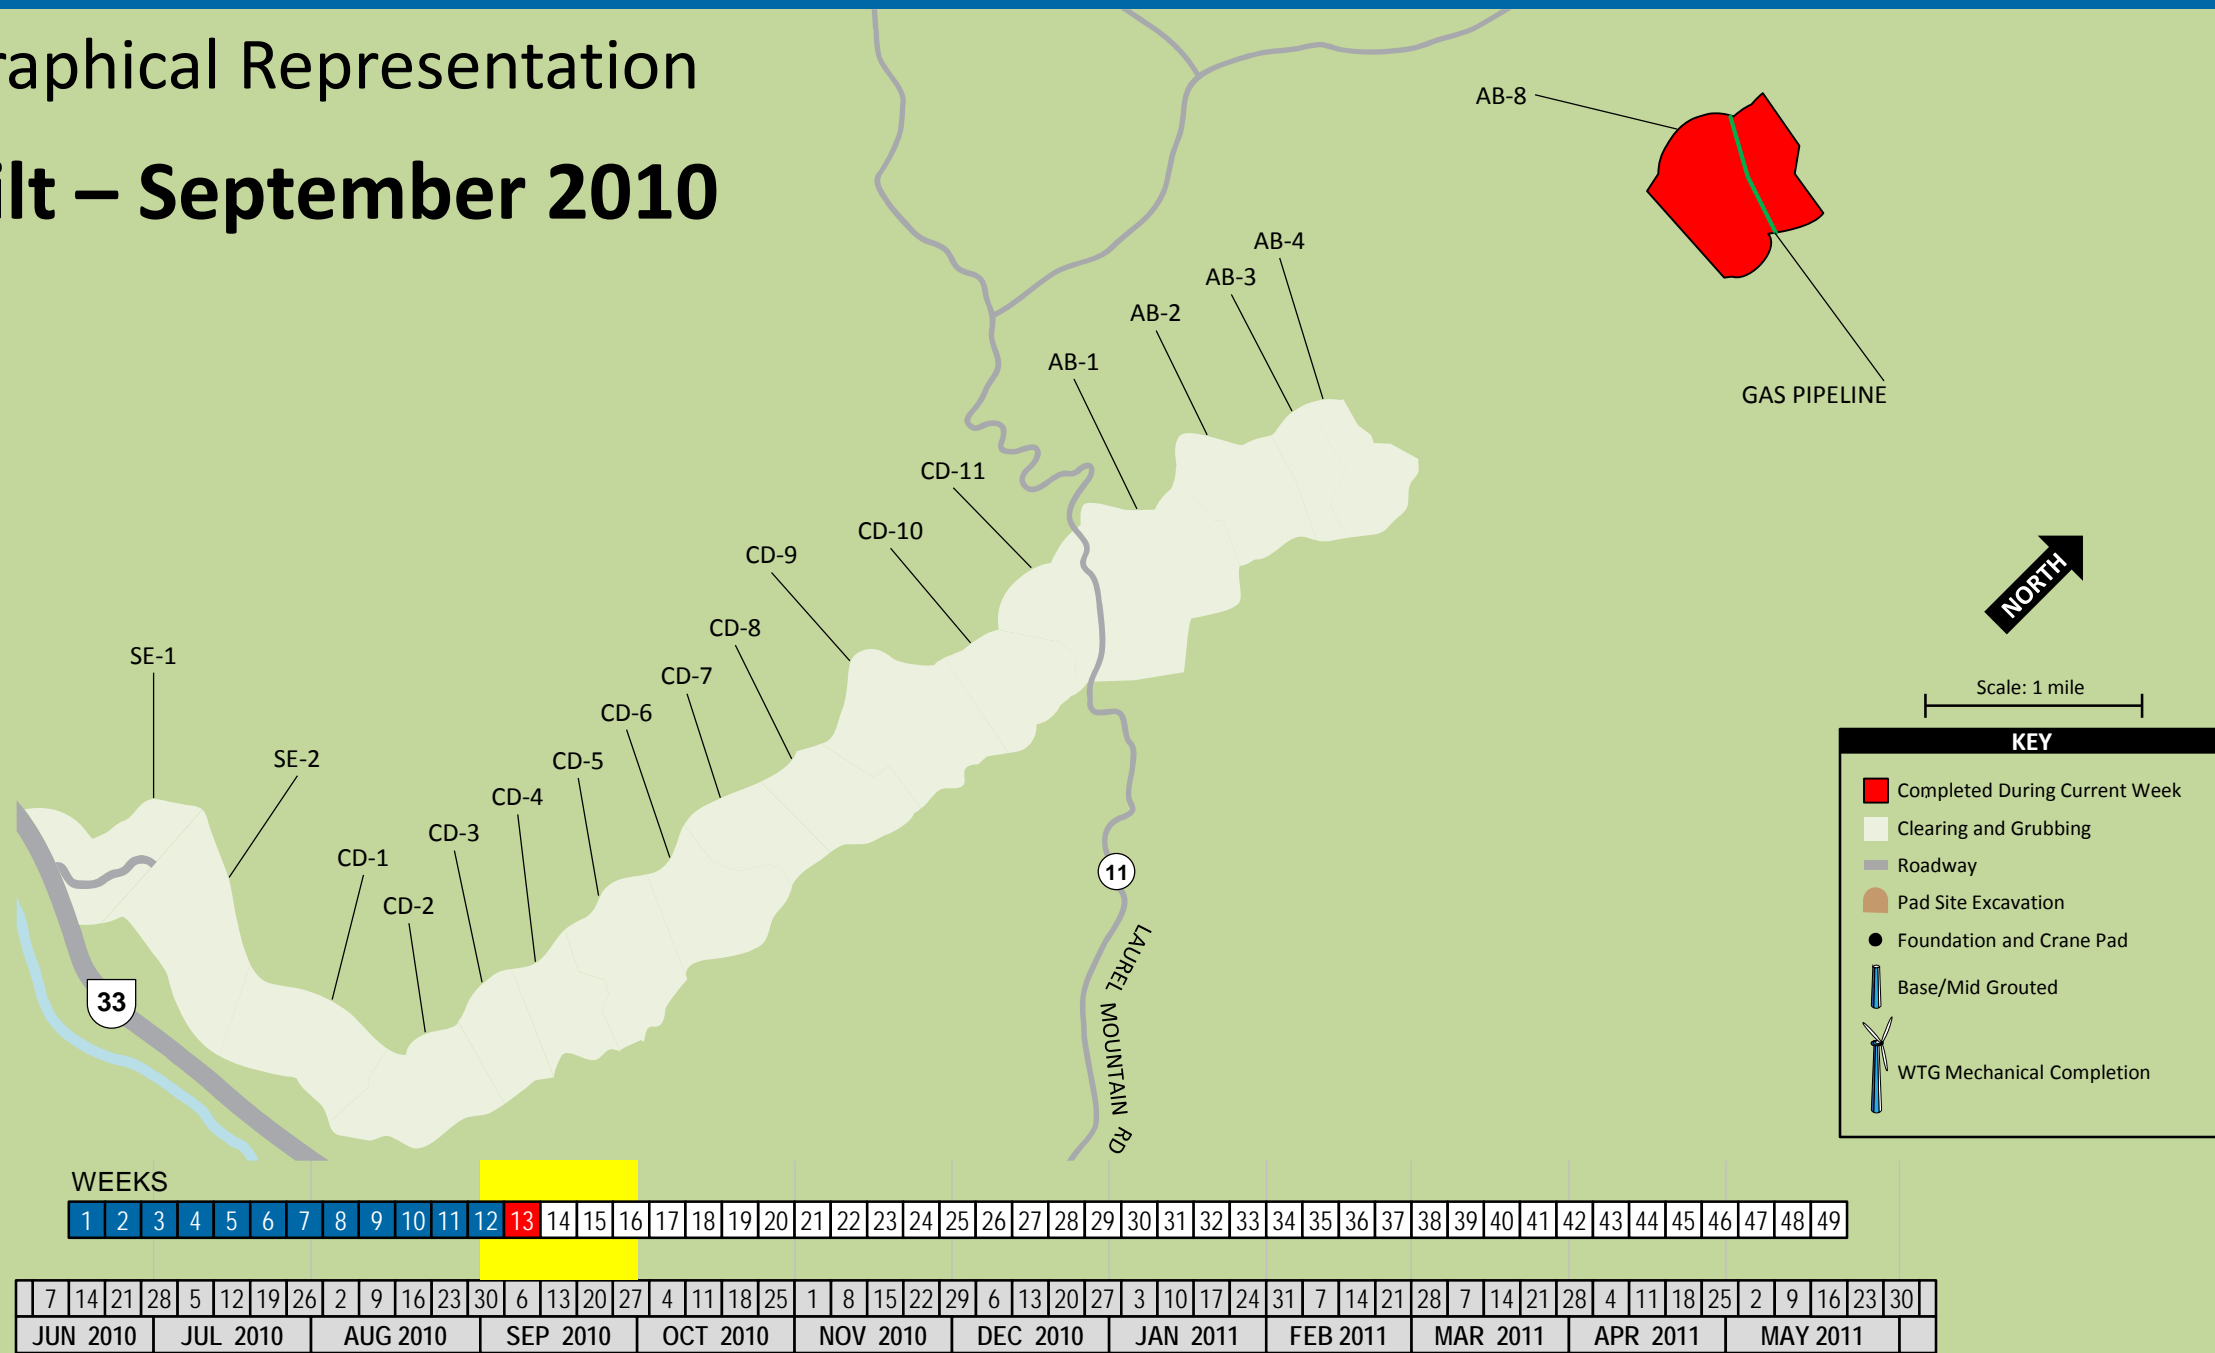 raphical Representation
ilt – September 2010
AB-8
GAS PIPELINE
AB-4
AB-3
AB-2
AB-1
CD-11
CD-10
CD-9
CD-8
CD-7
CD-6
CD-5
CD-4
CD-3
CD-2
CD-1
SE-2
SE-1
33
11
LAUREL MOUNTAIN RD
NORTH
Scale: 1 mile
KEY
Completed During Current Week
Clearing and Grubbing
Roadway
Pad Site Excavation
Foundation and Crane Pad
Base/Mid Grouted
WTG Mechanical Completion
WEEKS
1 2 3 4 5 6 7 8 9 10 11 12 13 14 15 16 17 18 19 20 21 22 23 24 25 26 27 28 29 30 31 32 33 34 35 36 37 38 39 40 41 42 43 44 45 46 47 48 49
7 14 21 28 5 12 19 26 2 9 16 23 30 6 13 20 27 4 11 18 25 1 8 15 22 29 6 13 20 27 3 10 17 24 31 7 14 21 28 7 14 21 28 4 11 18 25 2 9 16 23 30
JUN 2010 JUL 2010 AUG 2010 SEP 2010 OCT 2010 NOV 2010 DEC 2010 JAN 2011 FEB 2011 MAR 2011 APR 2011 MAY 2011